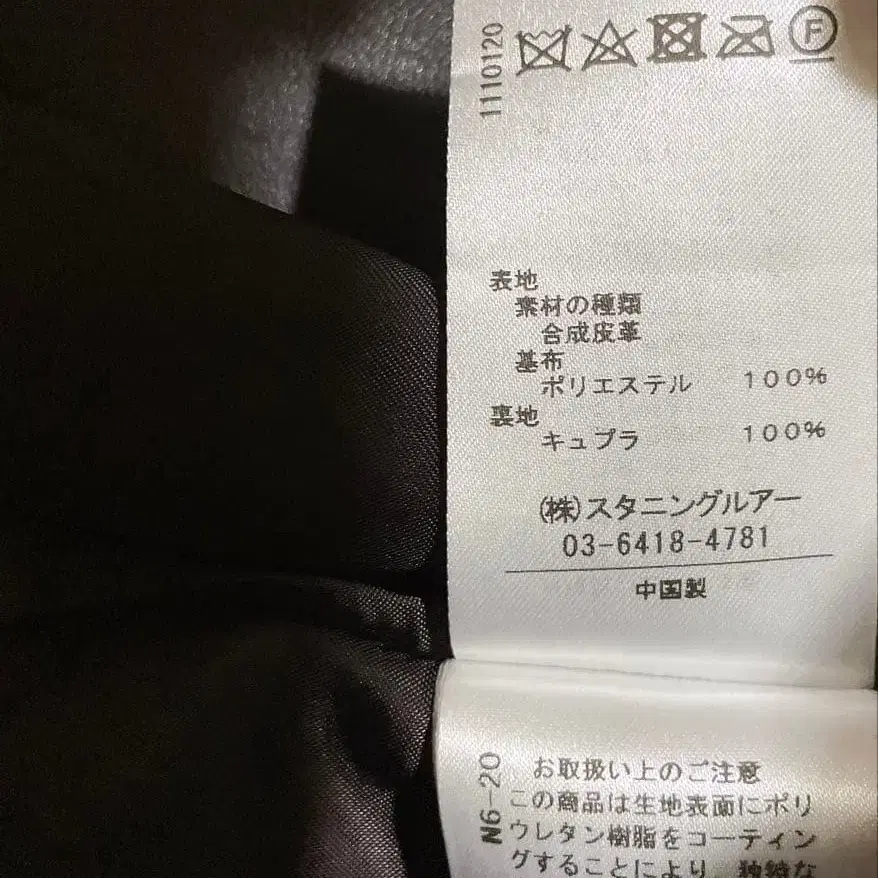 1110120
F
表地
素材の種類
合成皮革
基布
ポリエステル 100%
裏地
キュプラ 100%
(株)スタニングルアー
03-6418-4781
中国製
N6-20
お取扱い上のご注意
この商品は生地表面にポリ
ウレタン樹脂をコーティン
グすることにより、独特な